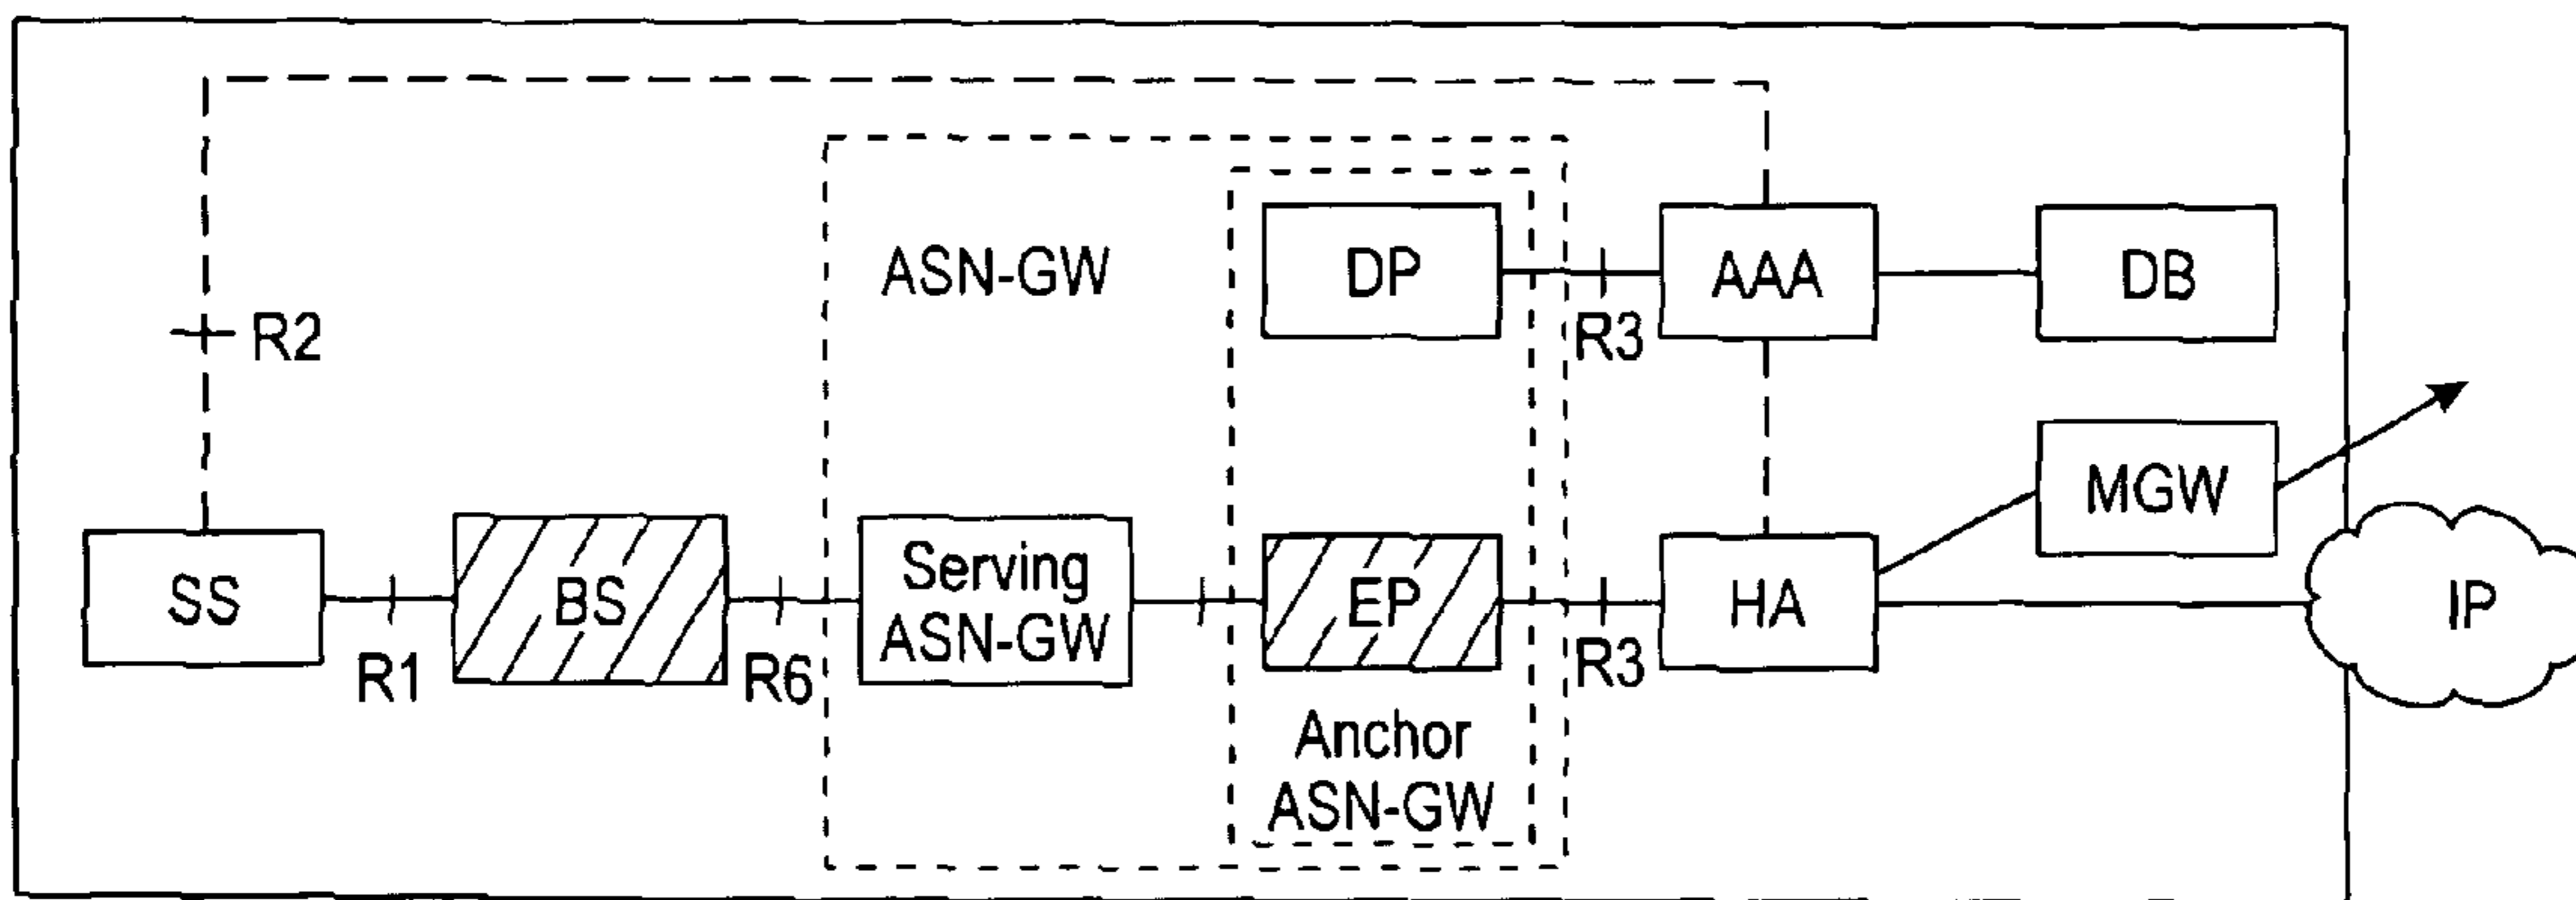 ASN-GW
DP
R3
AAA
DB
R2
MGW
SS
R1
BS
R6
Serving
ASN-GW
EP
R3
HA
IP
Anchor
ASN-GW